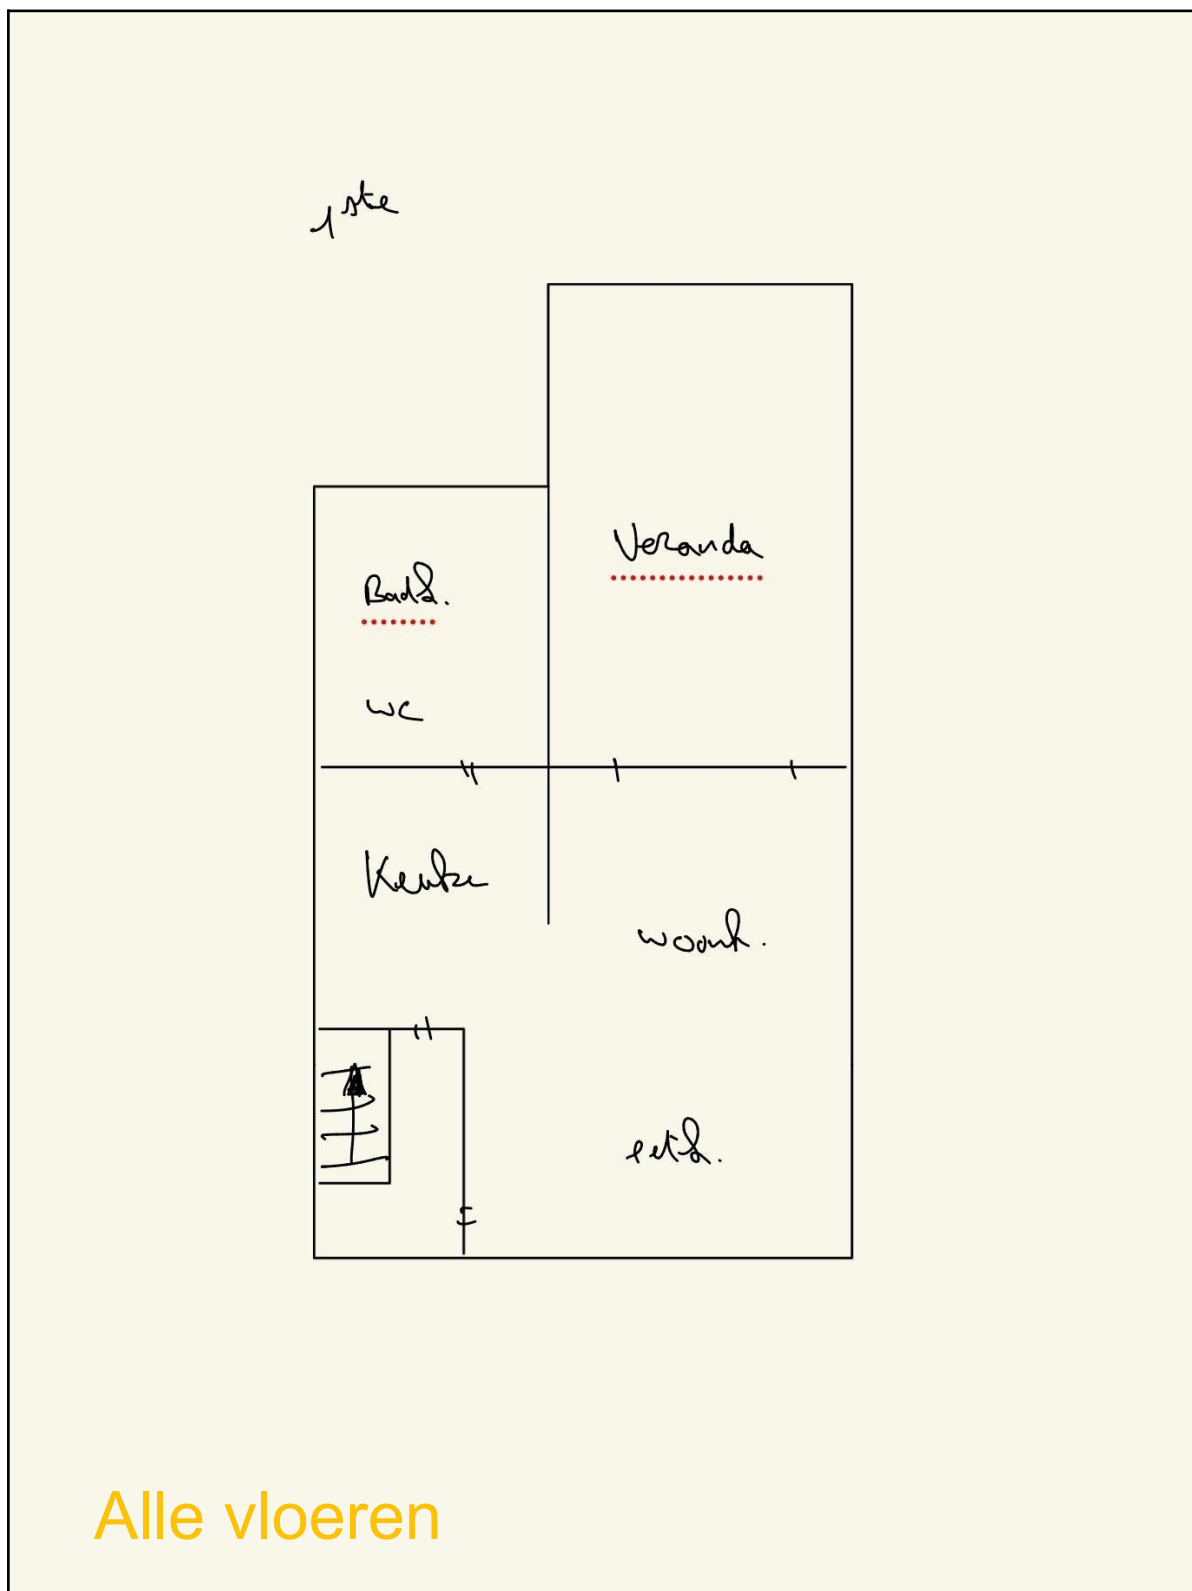 1ste
Veranda
Badk.
WC
Keuken
woonk.
eetk.
Alle vloeren